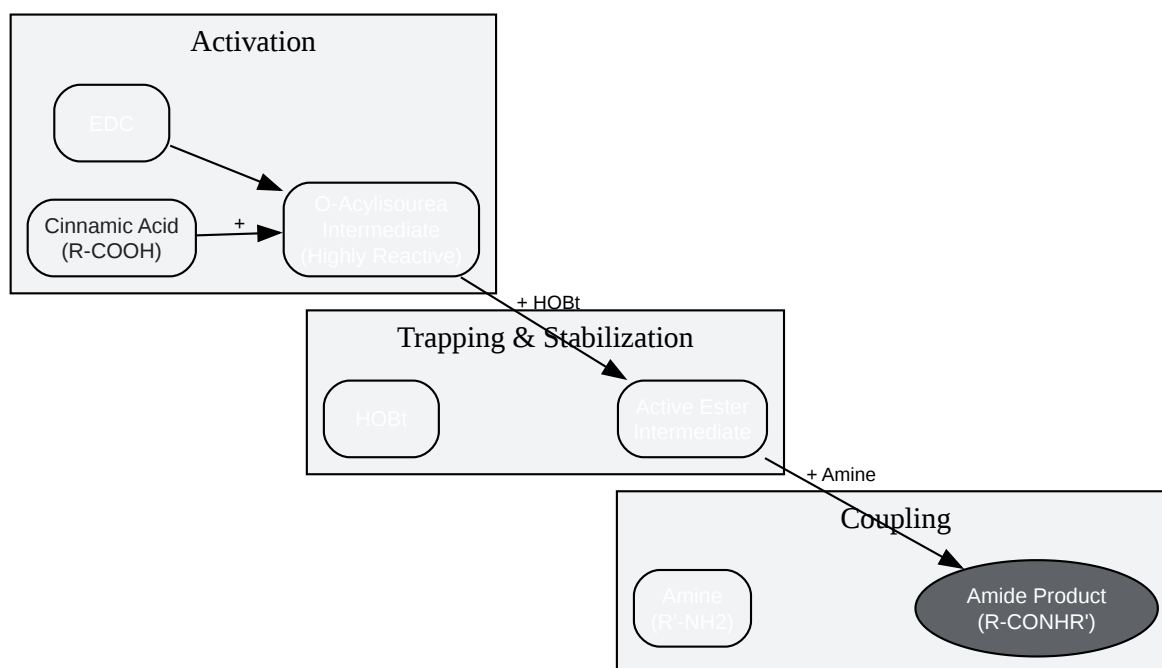 Activation
EDC
Cinnamic Acid
(R-COOH)
+
O-Acylisourea
Intermediate
(Highly Reactive)
+ HOBt
Trapping & Stabilization
HOBt
Active Ester
Intermediate
+ Amine
Coupling
Amine
(R'-NH2)
Amide Product
(R-CONHR')